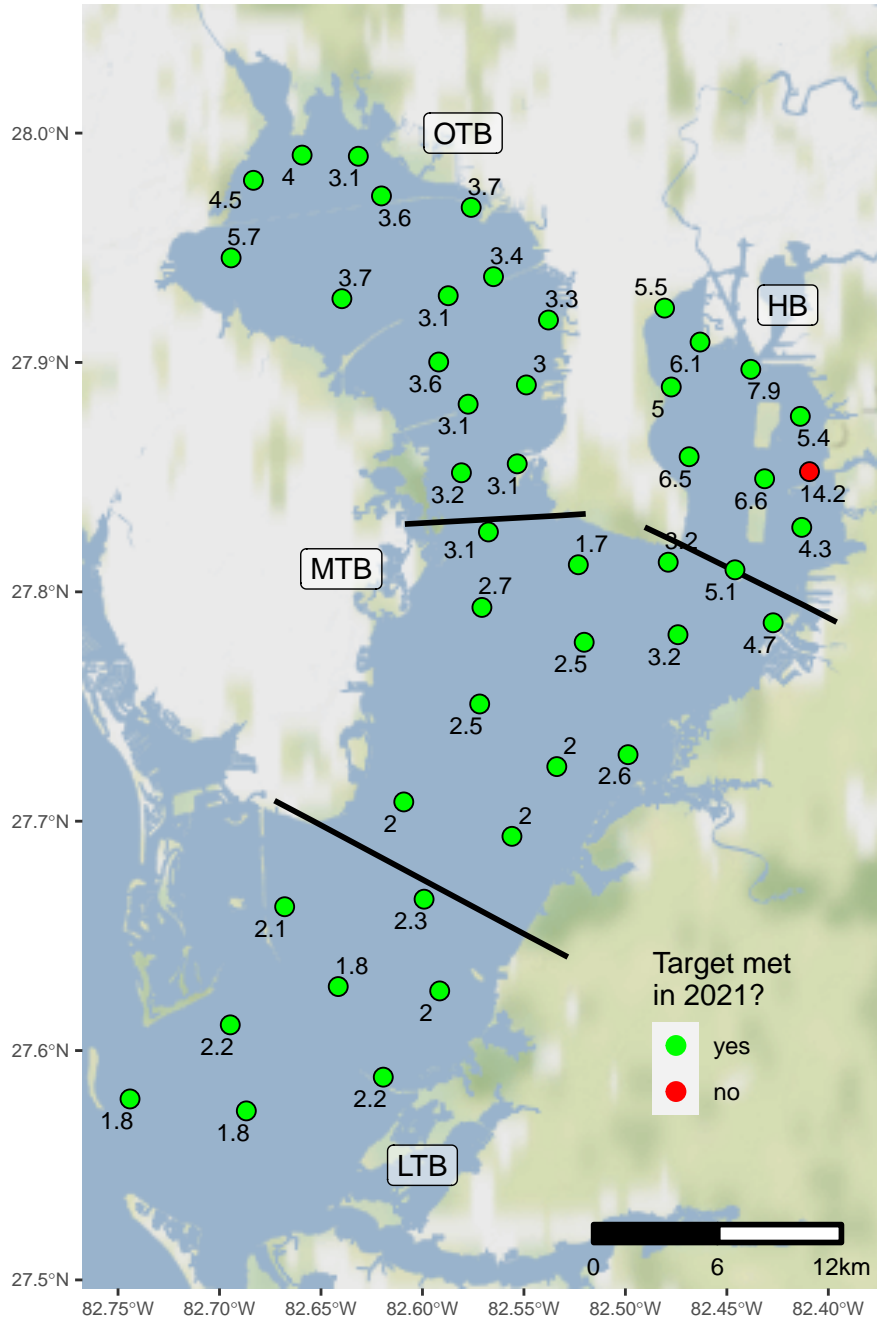 OTB
28.0°N
4
3.1
4.5
3.6
3.7
5.7
3.4
3.7
3.1
3.3
5.5
HB
27.9°N
6.1
3.6
3
7.9
5
3.1
5.4
3.2
3.1
6.5
6.6
14.2
3.1
1.7
3.2
4.3
MTB
27.8°N
2.7
5.1
2.5
3.2
4.7
2.5
2
2.6
27.7°N
2
2
2.1
2.3
Target met
in 2021?
1.8
2
27.6°N
2.2
yes
2.2
no
1.8
1.8
LTB
0 6 12km
27.5°N
82.75°W 82.70°W 82.65°W 82.60°W 82.55°W 82.50°W 82.45°W 82.40°W